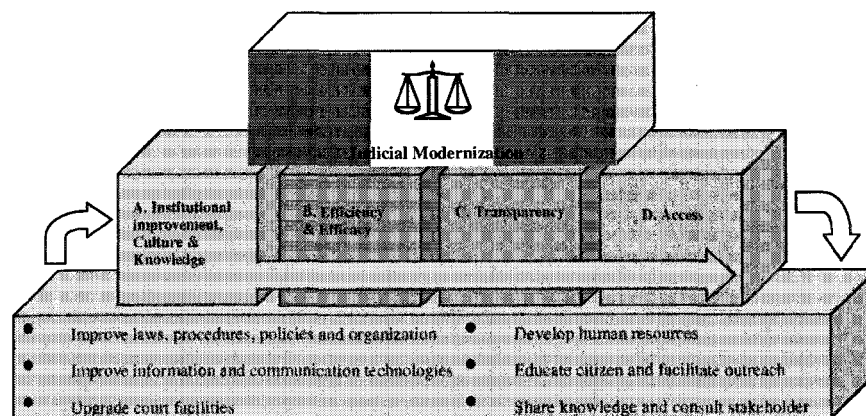 Judicial Modernization
A. Institutional
improvement,
Culture &
Knowledge
B. Efficiency
& Efficacy
C. Transparency
D. Access
• Improve laws, procedures, policies and organization
• Improve information and communication technologies
• Upgrade court facilities
• Develop human resources
• Educate citizen and facilitate outreach
• Share knowledge and consult stakeholder